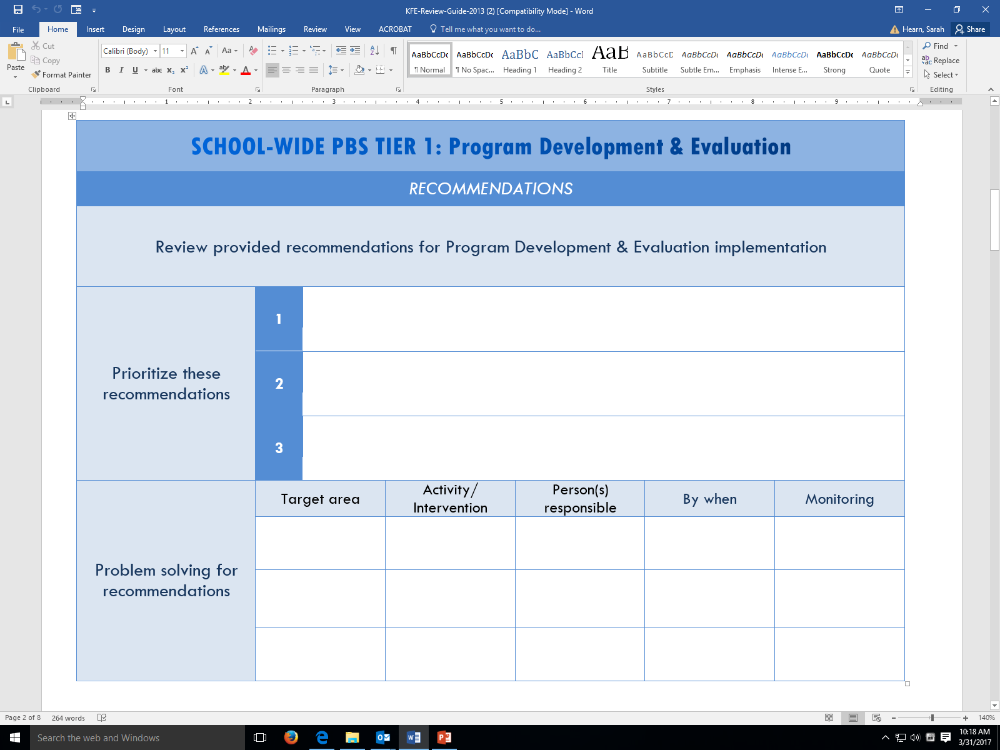 KFE-Review-Guide-2013 (2) [Compatibility Mode] - Word
File Home Insert Design Layout References Mailings Review View ACROBAT Tell me what you want to do... Hearn, Sarah Share
Paste
Cut
Copy
Format Painter
Clipboard
Calibri (Body) 11
Font
Paragraph
AaBbCcDc AaBbCcDc AaBbC AaBbCcI AaB AaBbCcD AaBbCcDc AaBbCcDc AaBbCcDc AaBbCcDc AaBbCcDc
¶ Normal ¶ No Spac... Heading 1 Heading 2 Title Subtitle Subtle Em... Emphasis Intense E... Strong Quote
Styles
Find
Replace
Select
Editing
1 2 3 4 5 6 7 8 9
SCHOOL-WIDE PBS TIER 1: Program Development & Evaluation
RECOMMENDATIONS
Review provided recommendations for Program Development & Evaluation implementation
Prioritize these
recommendations
1
2
3
Problem solving for
recommendations
Target area
Activity/
Intervention
Person(s)
responsible
By when
Monitoring
Page 2 of 8 264 words 140%
Search the web and Windows
10:18 AM
3/31/2017